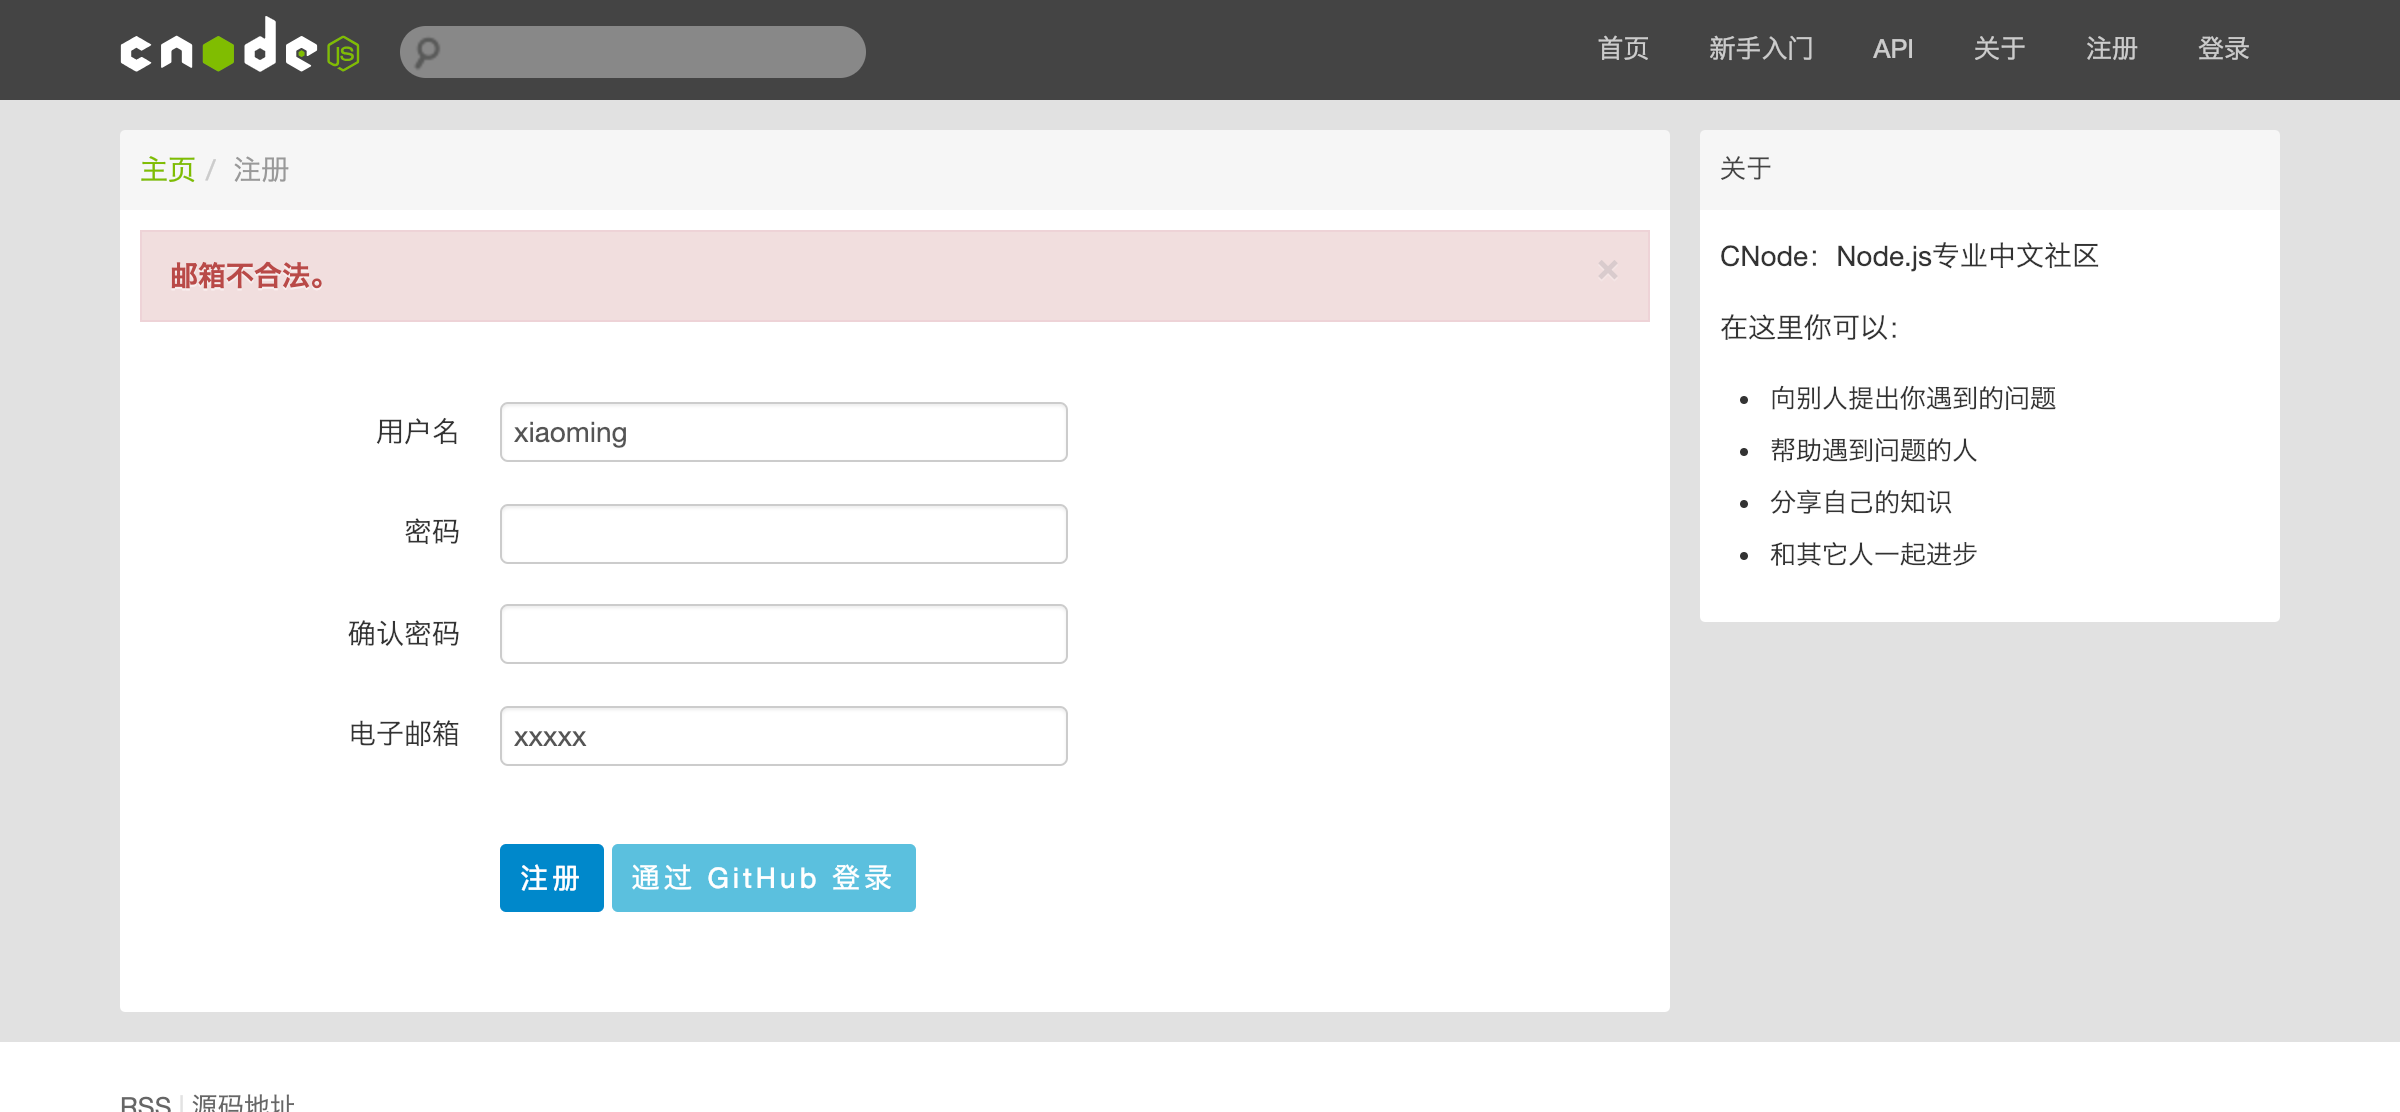 cnode JS
首页 新手入门 API 关于 注册 登录
主页 / 注册
邮箱不合法。 ×
用户名 xiaoming
密码
确认密码
电子邮箱 xxxxx
注册 通过 GitHub 登录
关于
CNode：Node.js专业中文社区
在这里你可以：
• 向别人提出你遇到的问题
• 帮助遇到问题的人
• 分享自己的知识
• 和其它人一起进步
RSS | 源码地址